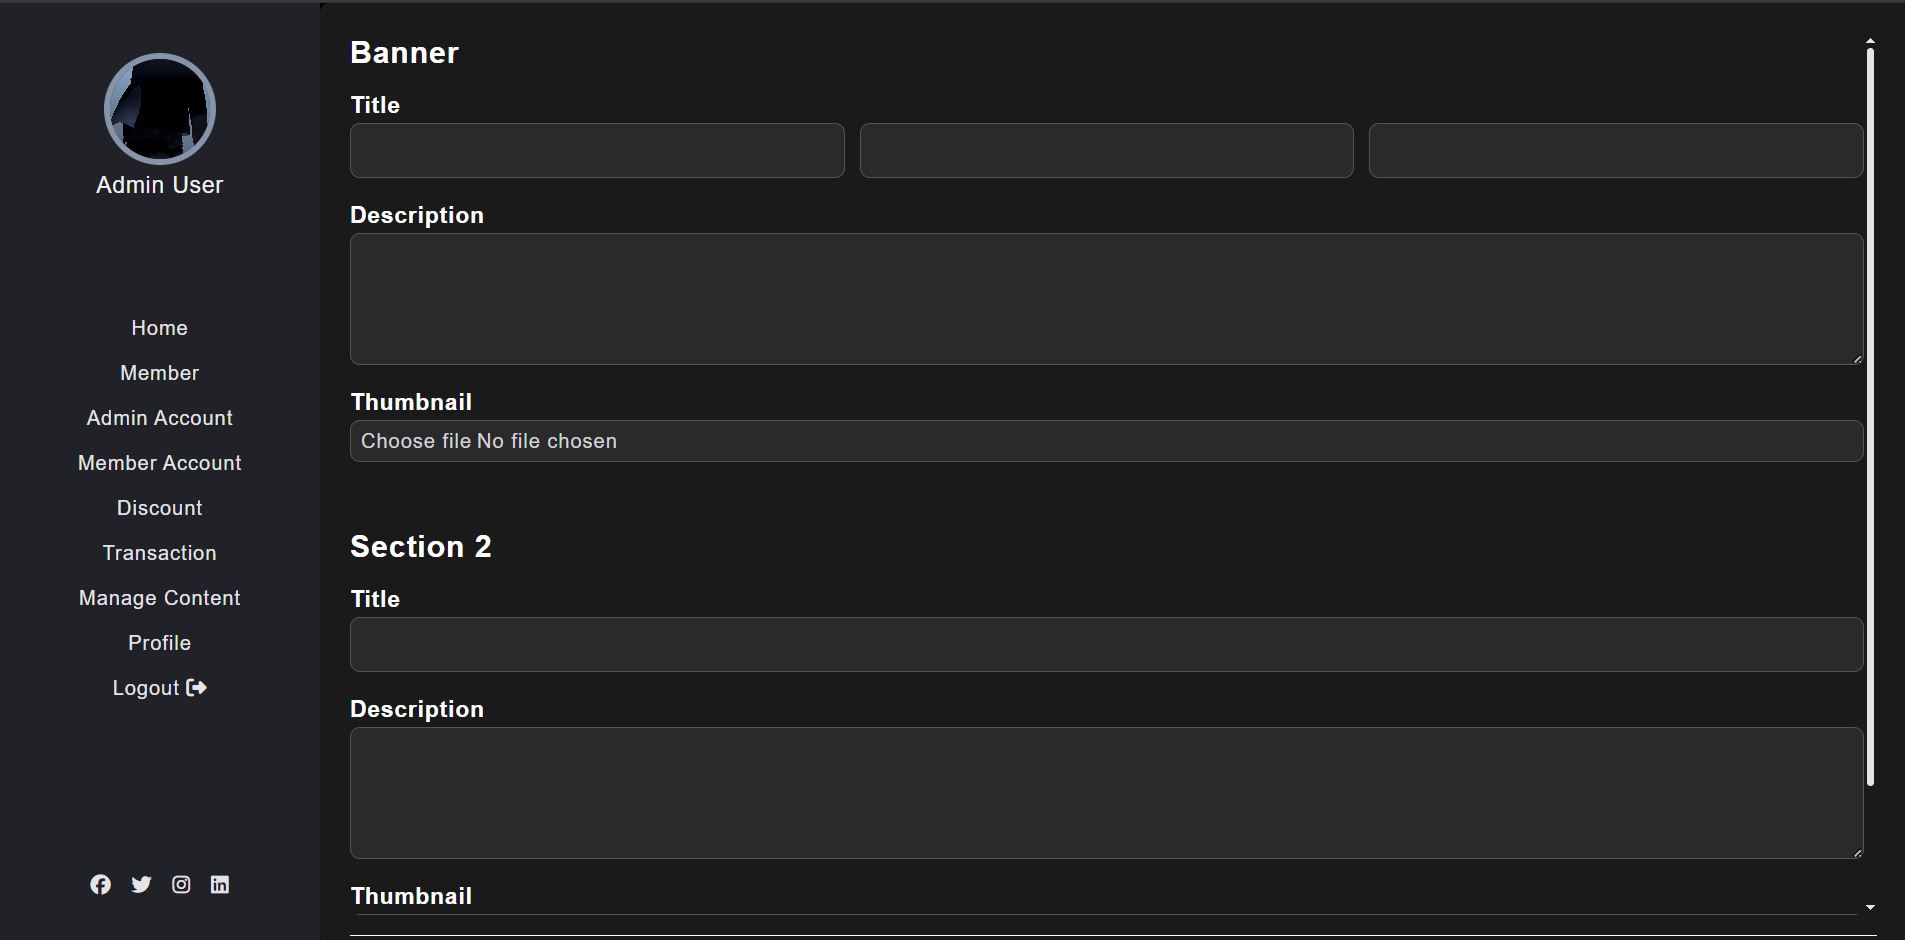 Admin User
Home
Member
Admin Account
Member Account
Discount
Transaction
Manage Content
Profile
Logout
Banner
Title
Description
Thumbnail
Choose file No file chosen
Section 2
Title
Description
Thumbnail